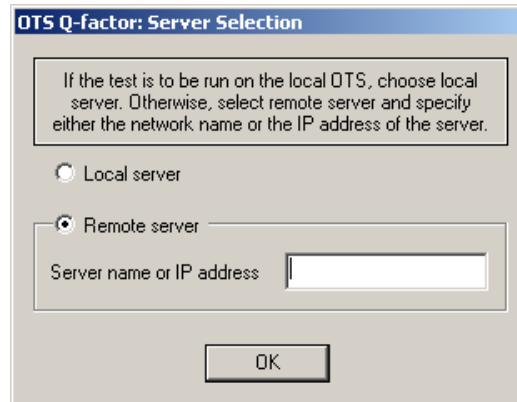 OTS Q-factor: Server Selection
If the test is to be run on the local OTS, choose local
server. Otherwise, select remote server and specify
either the network name or the IP address of the server.
Local server
Remote server
Server name or IP address
OK